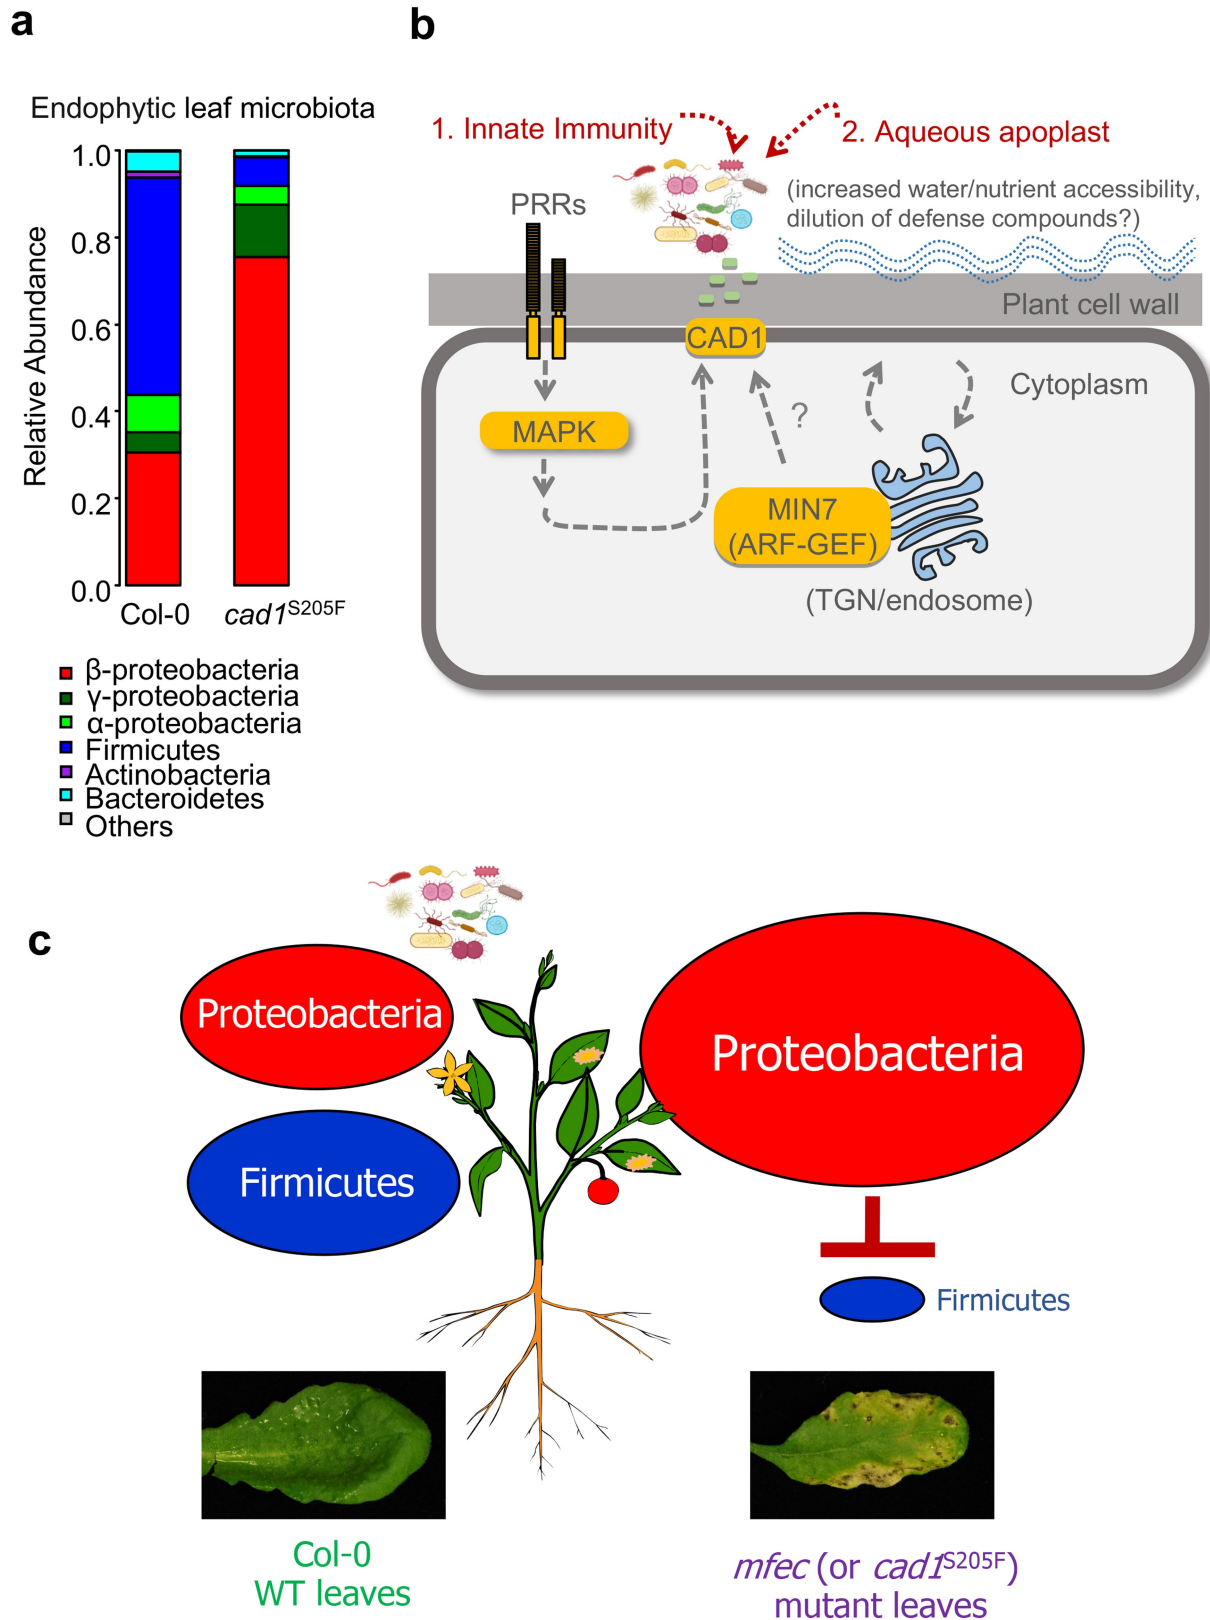 a
Endophytic leaf microbiota
Relative Abundance
1.0
0.8
0.6
0.4
0.2
0.0
Col-0
cad1S205F
β-proteobacteria
γ-proteobacteria
α-proteobacteria
Firmicutes
Actinobacteria
Bacteroidetes
Others
b
1. Innate Immunity
2. Aqueous apoplast
(increased water/nutrient accessibility,
dilution of defense compounds?)
PRRs
Plant cell wall
CAD1
Cytoplasm
MAPK
?
MIN7
(ARF-GEF)
(TGN/endosome)
c
Proteobacteria
Firmicutes
Proteobacteria
Firmicutes
Col-0
WT leaves
mfec (or cad1S205F)
mutant leaves